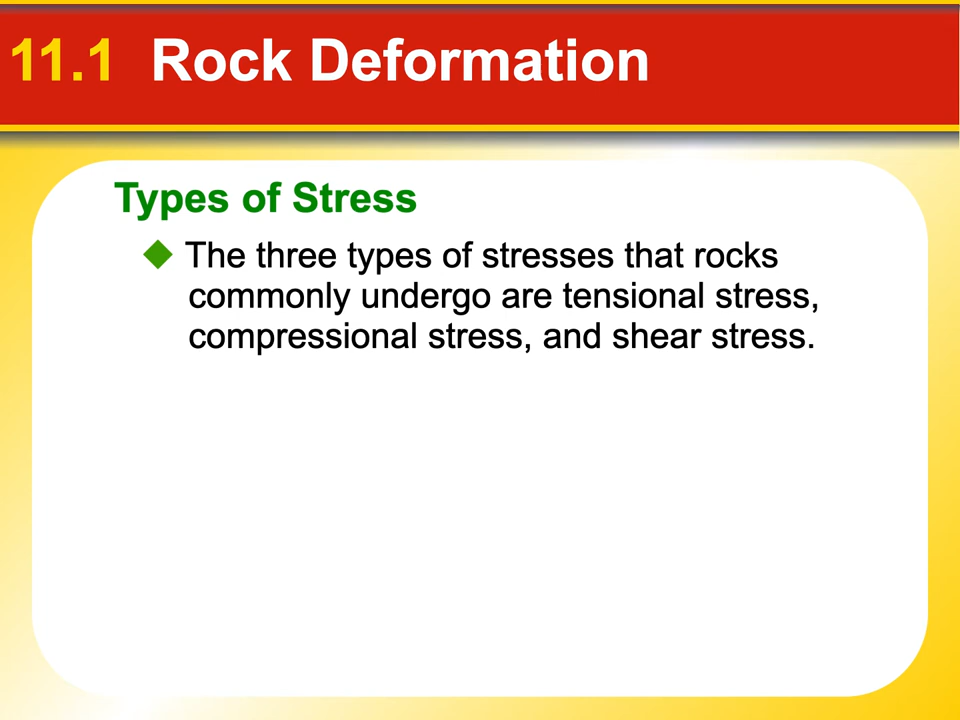 11.1 Rock Deformation
Types of Stress
The three types of stresses that rocks
commonly undergo are tensional stress,
compressional stress, and shear stress.